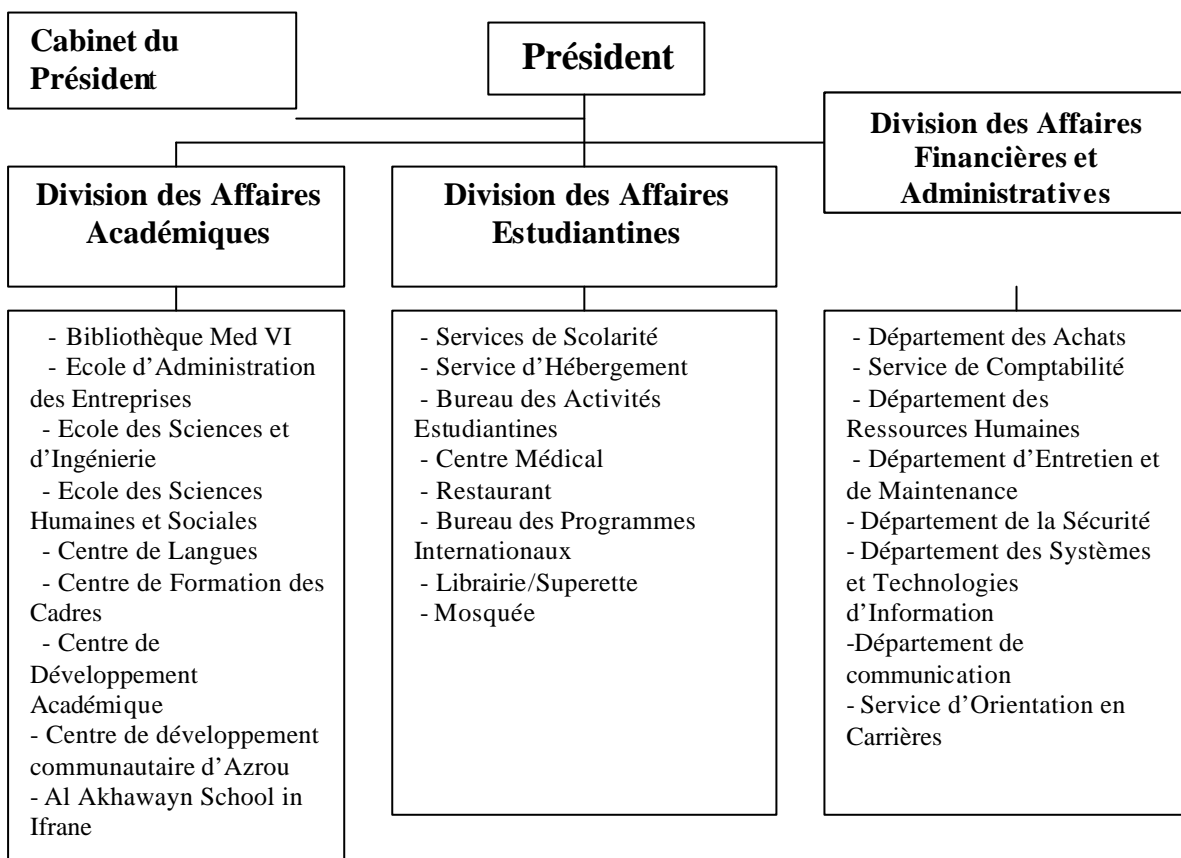 Cabinet du
Président
Président
Division des Affaires
Financières et
Administratives
Division des Affaires
Académiques
Division des Affaires
Estudiantines
- Bibliothèque Med VI
- Ecole d’Administration
des Entreprises
- Ecole des Sciences et
d’Ingénierie
- Ecole des Sciences
Humaines et Sociales
- Centre de Langues
- Centre de Formation des
Cadres
- Centre de
Développement
Académique
- Centre de développement
communautaire d’Azrou
- Al Akhawayn School in
Ifrane
- Services de Scolarité
- Service d’Hébergement
- Bureau des Activités
Estudiantines
- Centre Médical
- Restaurant
- Bureau des Programmes
Internationaux
- Librairie/Superette
- Mosquée
- Département des Achats
- Service de Comptabilité
- Département des
Ressources Humaines
- Département d’Entretien et
de Maintenance
- Département de la Sécurité
- Département des Systèmes
et Technologies
d’Information
-Département de
communication
- Service d’Orientation en
Carrières